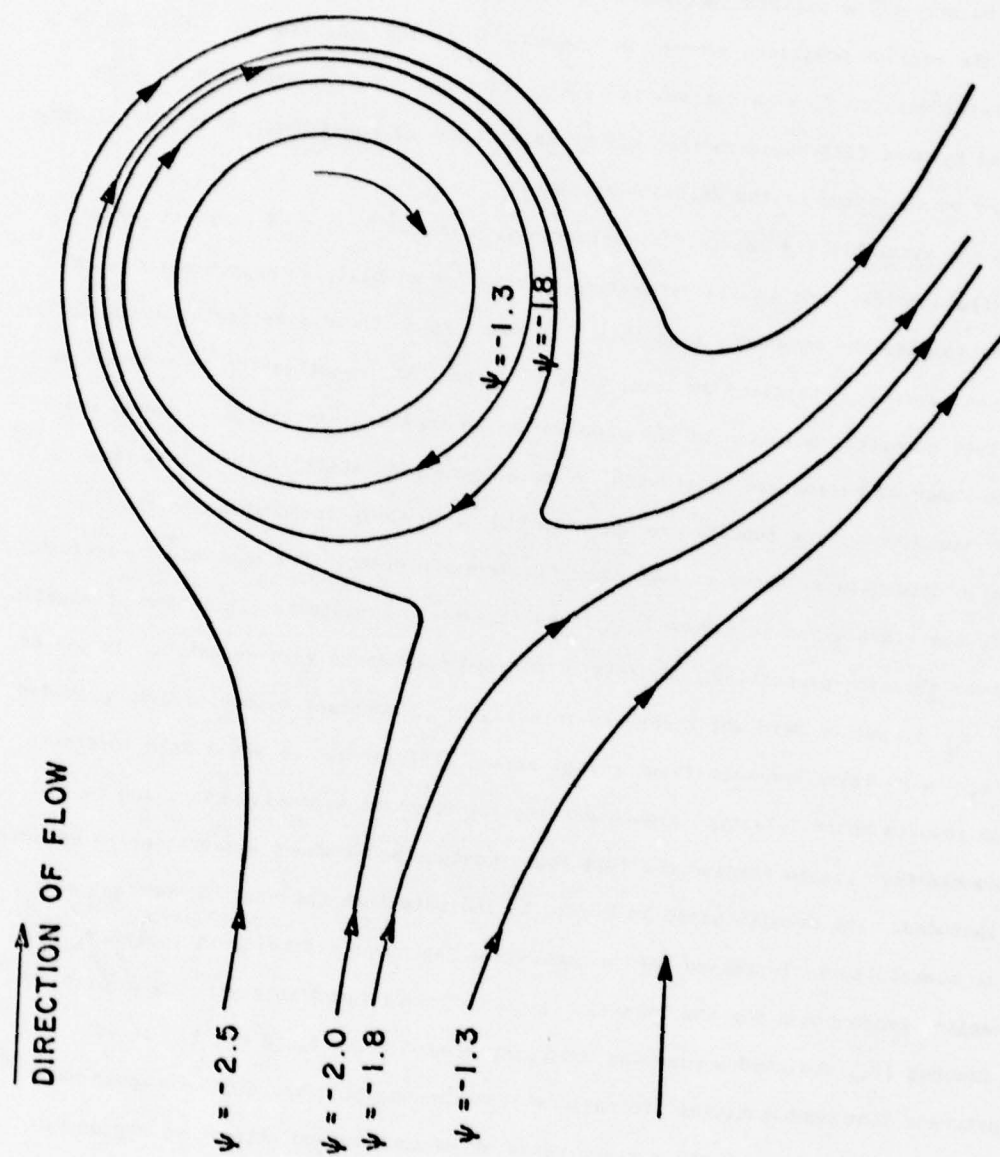 DIRECTION OF FLOW
ψ = -2.5
ψ = -2.0
ψ = -1.8
ψ = -1.3
ψ = -1.3
ψ = -1.8